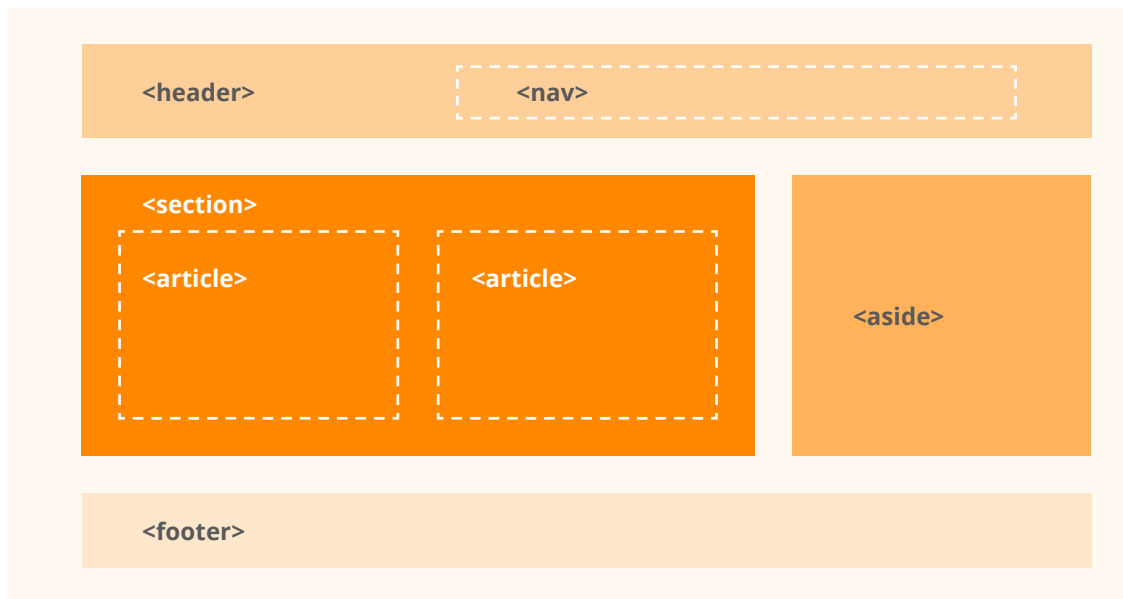 <header>
<nav>
<section>
<article>
<article>
<aside>
<footer>